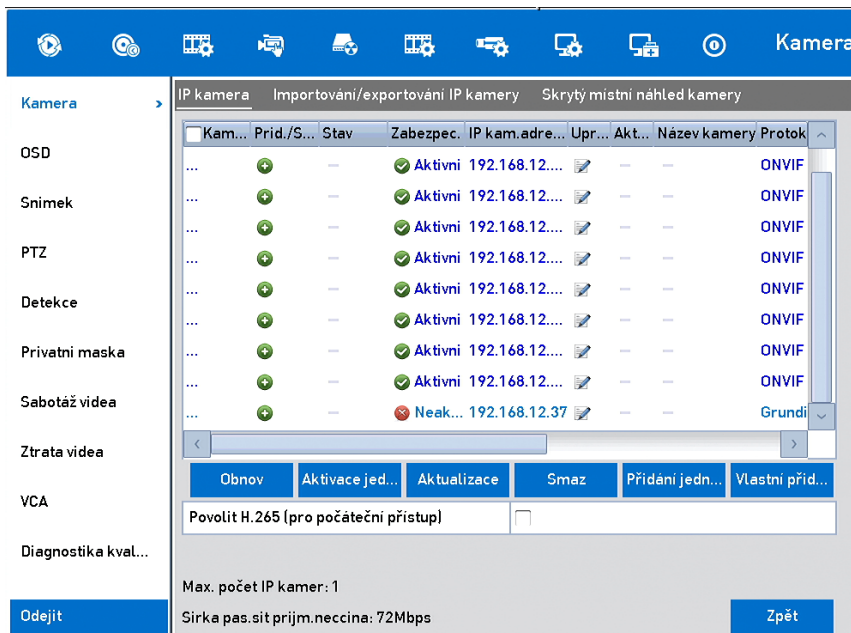 Kamera
Kamera >
OSD
Snimek
PTZ
Detekce
Privatni maska
Sabotáž videa
Ztrata videa
VCA
Diagnostika kval...
Odejit
IP kamera Importování/exportování IP kamery Skrytý místní náhled kamery
Kam... Prid./S... Stav Zabezpec. IP kam.adre... Upr... Akt... Název kamery Protok
... — Aktivni 192.168.12.... — — ONVIF
... — Aktivni 192.168.12.... — — ONVIF
... — Aktivni 192.168.12.... — — ONVIF
... — Aktivni 192.168.12.... — — ONVIF
... — Aktivni 192.168.12.... — — ONVIF
... — Aktivni 192.168.12.... — — ONVIF
... — Aktivni 192.168.12.... — — ONVIF
... — Aktivni 192.168.12.... — — ONVIF
... — Neak... 192.168.12.37 — — Grundi
Obnov Aktivace jed... Aktualizace Smaz Přidání jedn... Vlastní přid...
Povolit H.265 (pro počáteční přístup)
Max. počet IP kamer: 1
Sirka pas.sit prijm.neccina: 72Mbps
Zpět